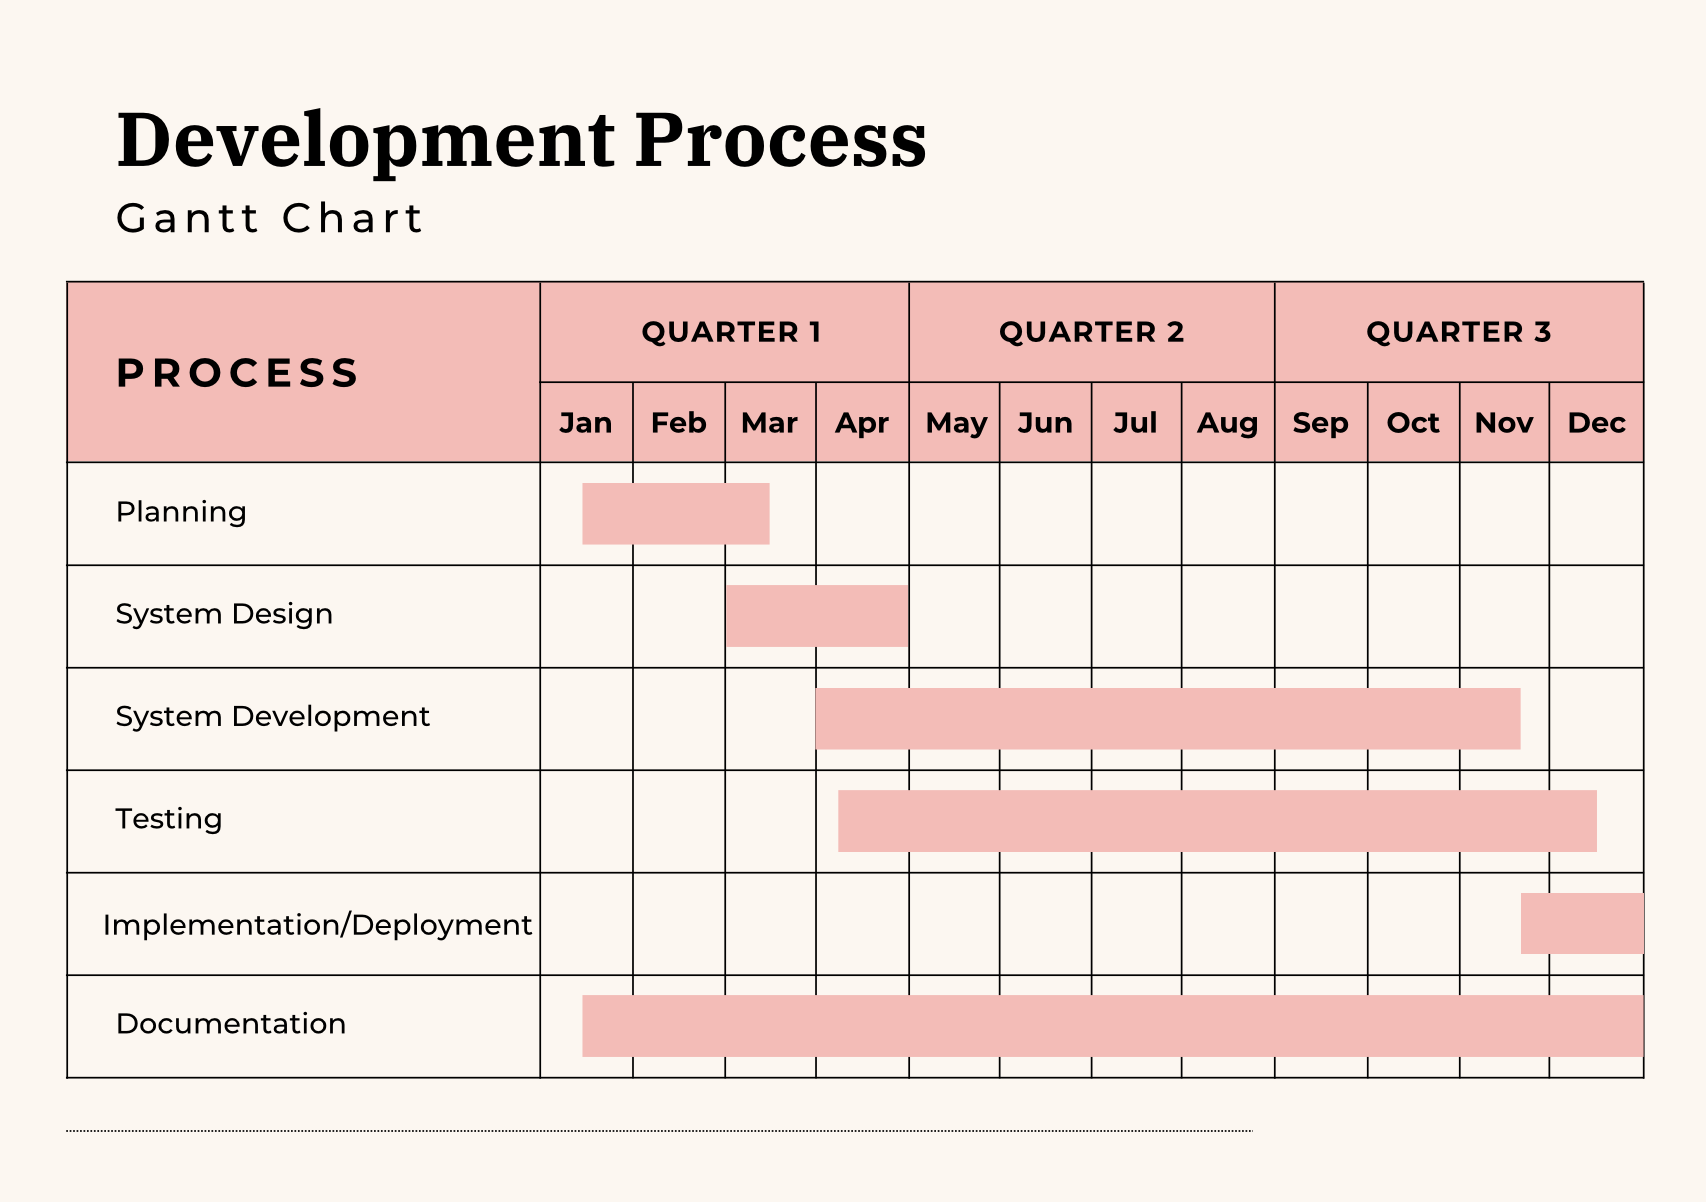 Development Process
Gantt Chart
PROCESS
QUARTER 1 QUARTER 2 QUARTER 3
Jan Feb Mar Apr May Jun Jul Aug Sep Oct Nov Dec
Planning
System Design
System Development
Testing
Implementation/Deployment
Documentation